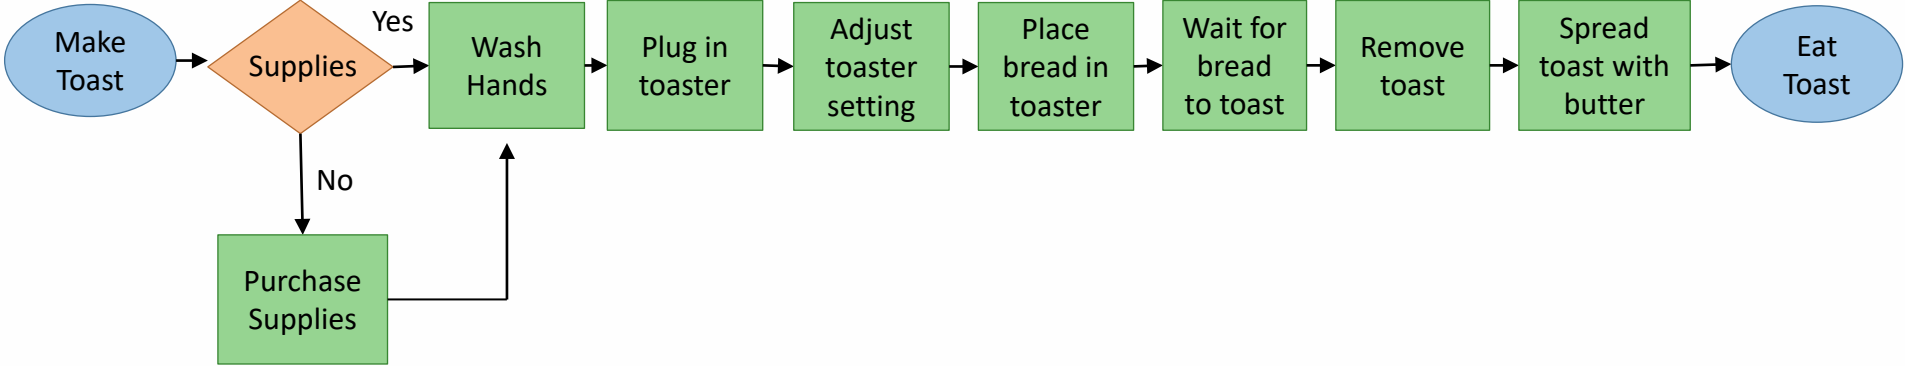 Make
Toast
Supplies
Yes
No
Purchase
Supplies
Wash
Hands
Plug in
toaster
Adjust
toaster
setting
Place
bread in
toaster
Wait for
bread
to toast
Remove
toast
Spread
toast with
butter
Eat
Toast